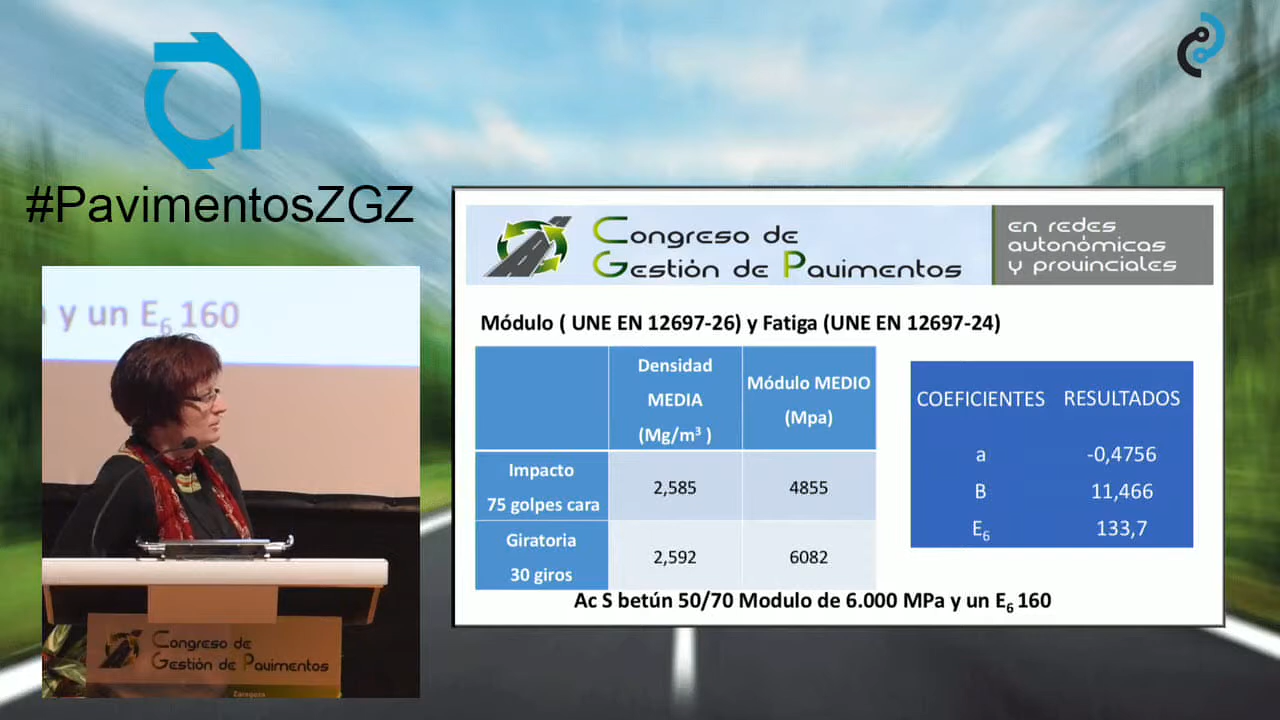 #PavimentosZGZ
y un E6 160
Congreso de
Gestión de Pavimentos
Zaragoza
Congreso de
Gestión de Pavimentos
en redes
autonómicas
y provinciales
Módulo ( UNE EN 12697-26) y Fatiga (UNE EN 12697-24)
Densidad
MEDIA
(Mg/m³ )
Módulo MEDIO
(Mpa)
Impacto
75 golpes cara
2,585
4855
Giratoria
30 giros
2,592
6082
COEFICIENTES RESULTADOS
a -0,4756
B 11,466
E6 133,7
Ac S betún 50/70 Modulo de 6.000 MPa y un E6 160